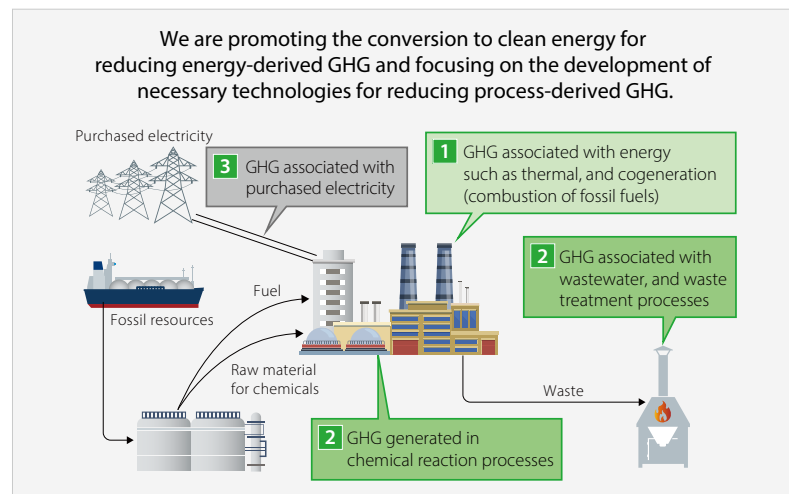 We are promoting the conversion to clean energy for
reducing energy-derived GHG and focusing on the development of
necessary technologies for reducing process-derived GHG.
Purchased electricity
3 GHG associated with
purchased electricity
1 GHG associated with energy
such as thermal, and cogeneration
(combustion of fossil fuels)
2 GHG associated with
wastewater, and waste
treatment processes
Fossil resources
Fuel
Raw material
for chemicals
Waste
2 GHG generated in
chemical reaction processes